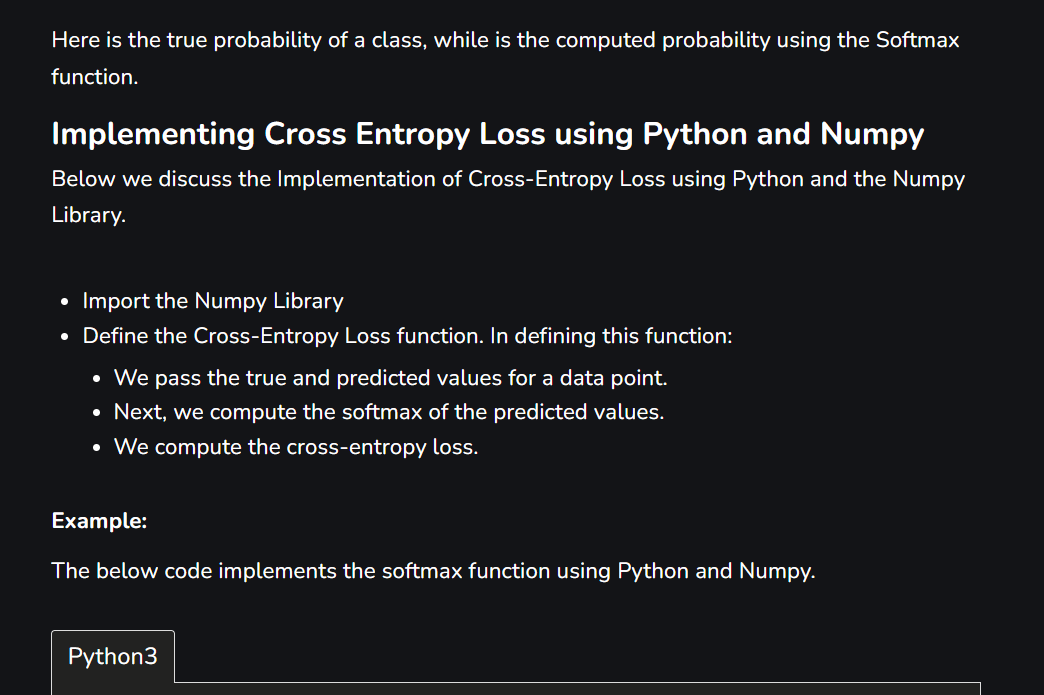 Here is the true probability of a class, while is the computed probability using the Softmax
function.
Implementing Cross Entropy Loss using Python and Numpy
Below we discuss the Implementation of Cross-Entropy Loss using Python and the Numpy
Library.
• Import the Numpy Library
• Define the Cross-Entropy Loss function. In defining this function:
• We pass the true and predicted values for a data point.
• Next, we compute the softmax of the predicted values.
• We compute the cross-entropy loss.
Example:
The below code implements the softmax function using Python and Numpy.
Python3